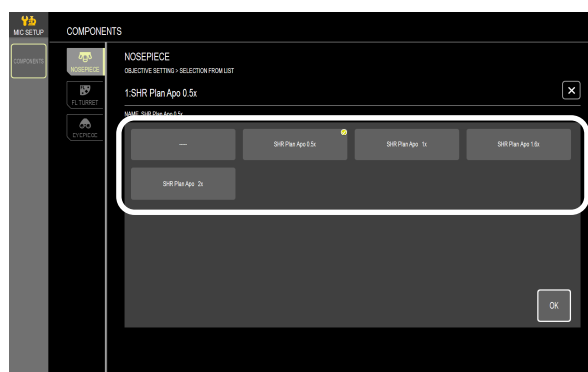 MIC SETUP
COMPONENTS
COMPONENTS
NOSEPIECE
FL TURRET
EYEPIECE
NOSEPIECE
OBJECTIVE SETTING > SELECTION FROM LIST
1:SHR Plan Apo 0.5x
NAME: SHR Plan Apo 0.5x
---
SHR Plan Apo 0.5x
SHR Plan Apo 1x
SHR Plan Apo 1.6x
SHR Plan Apo 2x
OK